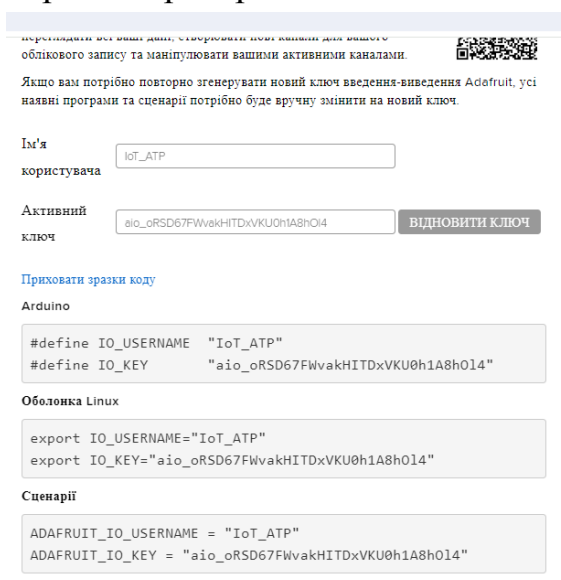 облікового запису та маніпулювати вашими активними каналами.
Якщо вам потрібно повторно згенерувати новий ключ введення-виведення Adafruit, усі
наявні програми та сценарії потрібно буде вручну змінити на новий ключ.
Ім'я
користувача
IoT_ATP
Активний
ключ
aio_oRSD67FWvakHITDxVKU0h1A8hOl4
ВІДНОВИТИ КЛЮЧ
Приховати зразки коду
Arduino
#define IO_USERNAME "IoT_ATP"
#define IO_KEY "aio_oRSD67FWvakHITDxVKU0h1A8hOl4"
Оболонка Linux
export IO_USERNAME="IoT_ATP"
export IO_KEY="aio_oRSD67FWvakHITDxVKU0h1A8hOl4"
Сценарії
ADAFRUIT_IO_USERNAME = "IoT_ATP"
ADAFRUIT_IO_KEY = "aio_oRSD67FWvakHITDxVKU0h1A8hOl4"